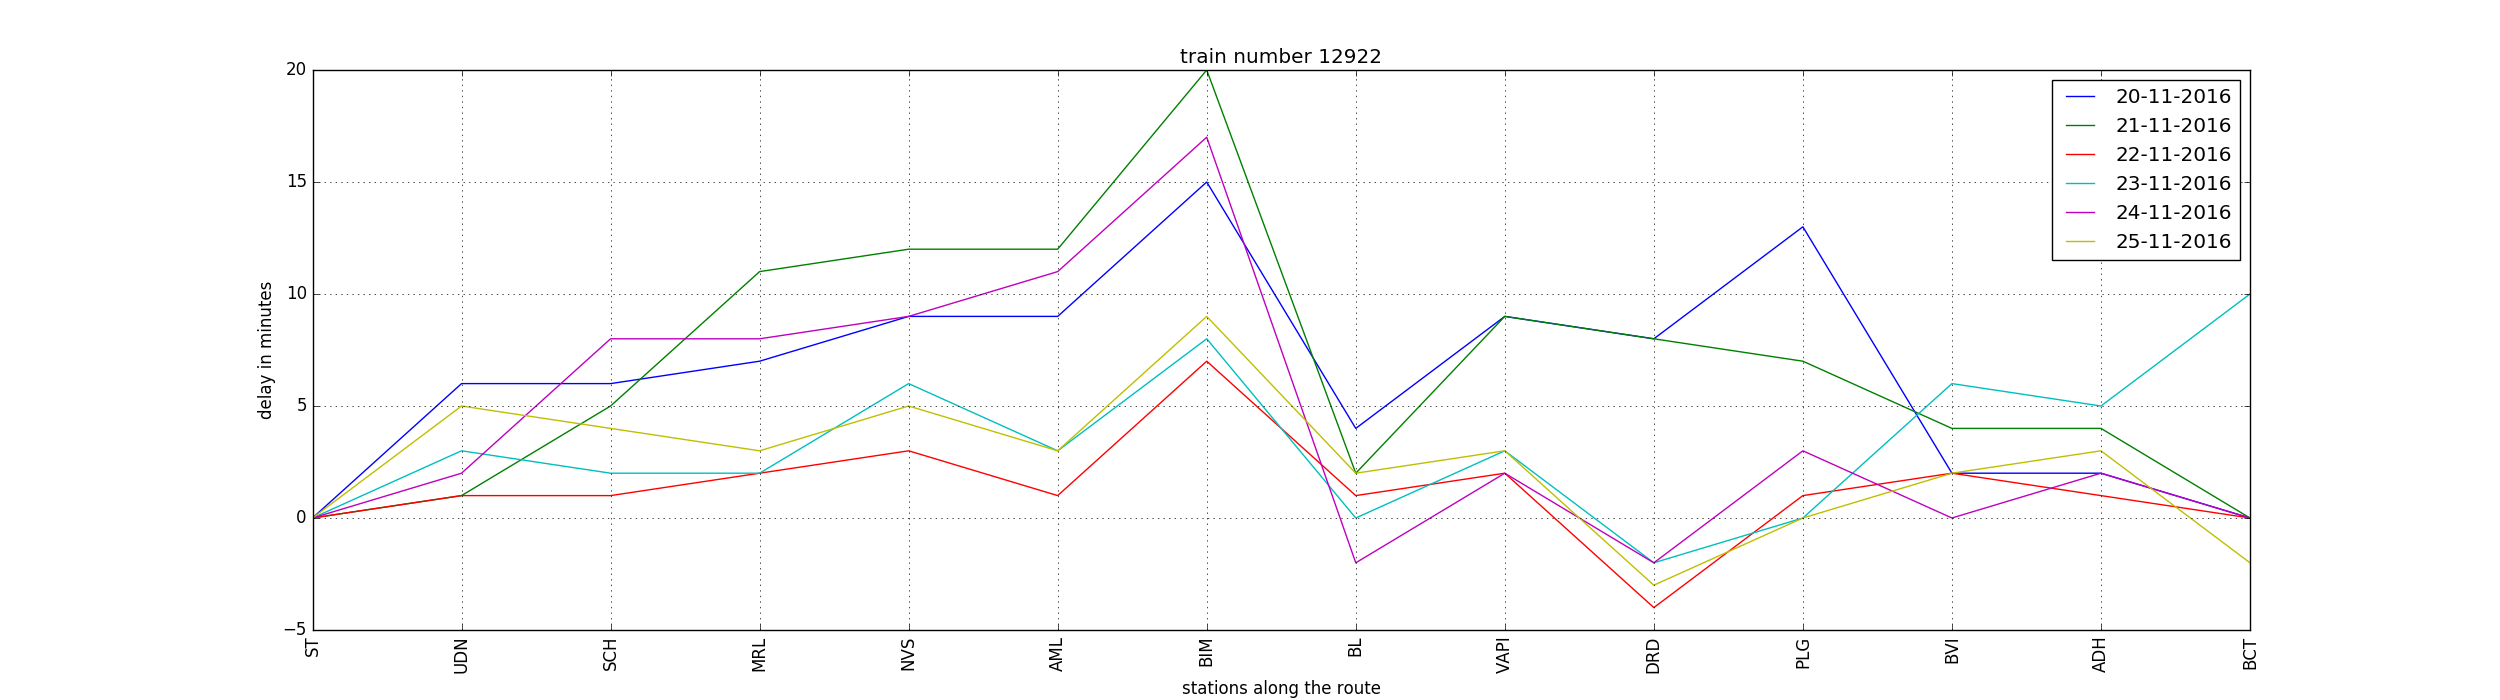 train number 12922
20
15
10
5
0
−5
delay in minutes
20-11-2016
21-11-2016
22-11-2016
23-11-2016
24-11-2016
25-11-2016
ST
UDN
SCH
MRL
NVS
AML
BIM
BL
VAPI
DRD
PLG
BVI
ADH
BCT
stations along the route